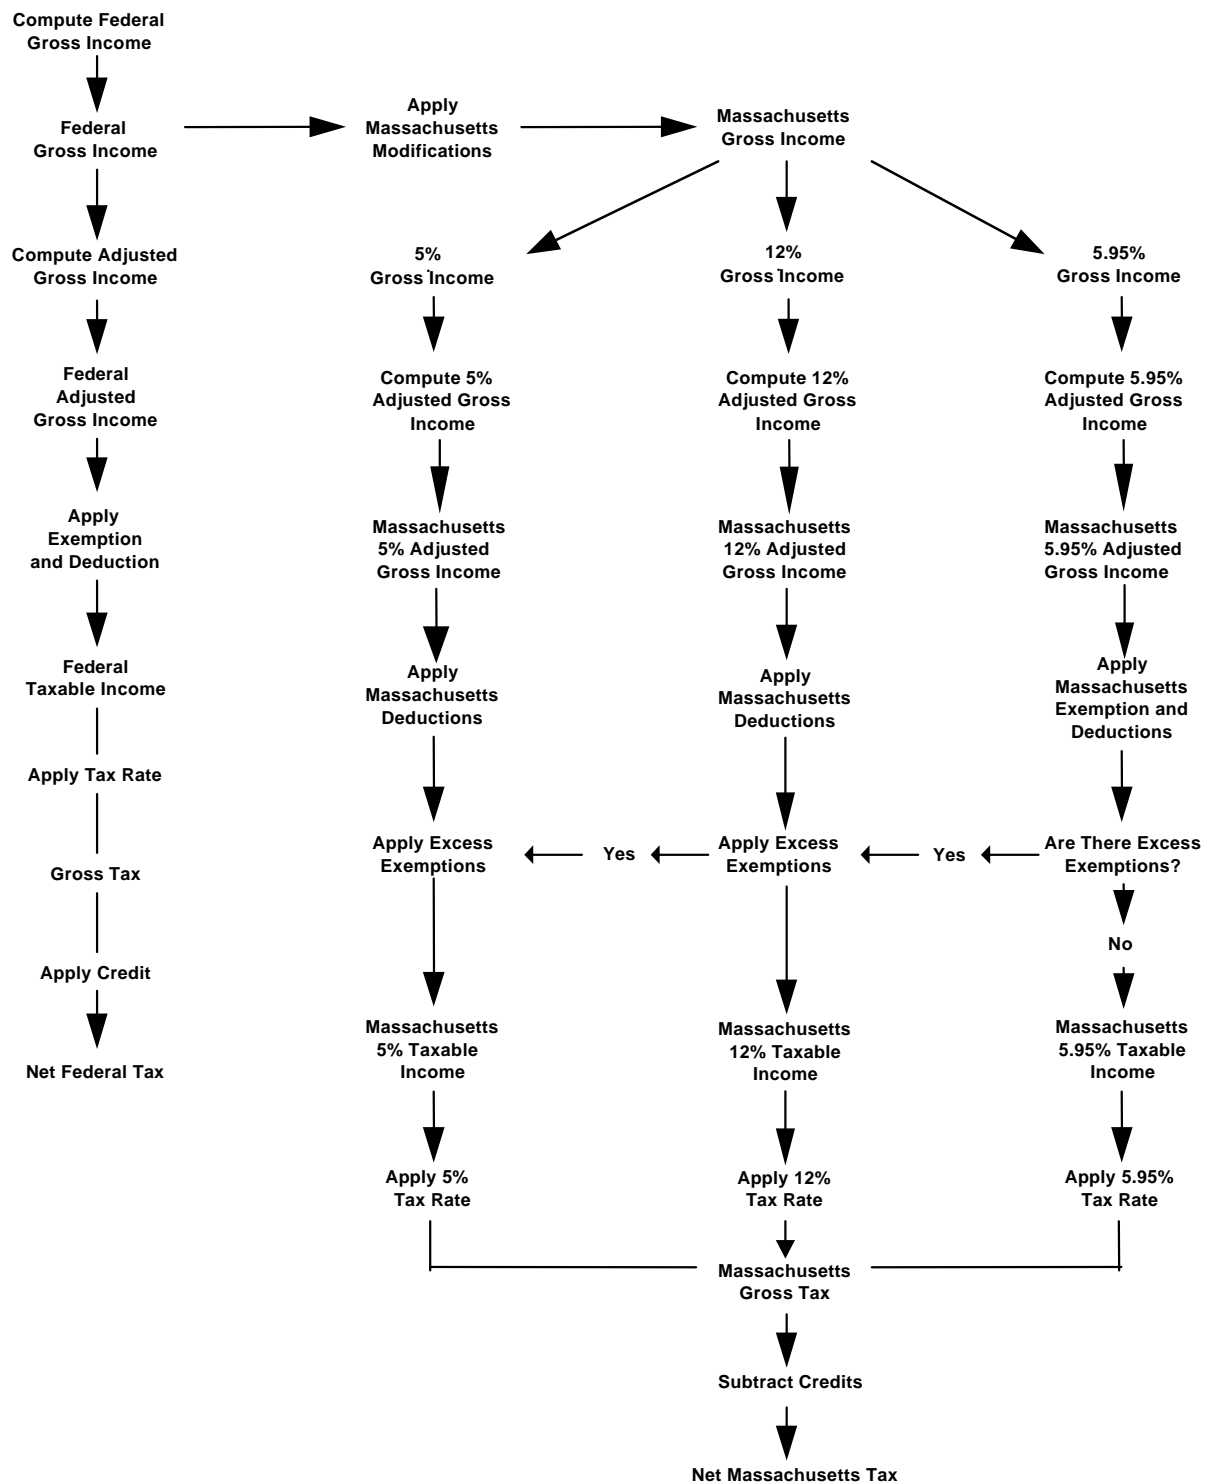 Compute Federal
Gross Income
Federal
Gross Income
Apply
Massachusetts
Modifications
Massachusetts
Gross Income
Compute Adjusted
Gross Income
5%
Gross Income
12%
Gross Income
5.95%
Gross Income
Federal
Adjusted
Gross Income
Compute 5%
Adjusted Gross
Income
Compute 12%
Adjusted Gross
Income
Compute 5.95%
Adjusted Gross
Income
Apply
Exemption
and Deduction
Massachusetts
5% Adjusted
Gross Income
Massachusetts
12% Adjusted
Gross Income
Massachusetts
5.95% Adjusted
Gross Income
Federal
Taxable Income
Apply
Massachusetts
Deductions
Apply
Massachusetts
Deductions
Apply
Massachusetts
Exemption and
Deductions
Apply Tax Rate
Gross Tax
Apply Excess
Exemptions
Yes
Apply Excess
Exemptions
Yes
Are There Excess
Exemptions?
No
Apply Credit
Net Federal Tax
Massachusetts
5% Taxable
Income
Massachusetts
12% Taxable
Income
Massachusetts
5.95% Taxable
Income
Apply 5%
Tax Rate
Apply 12%
Tax Rate
Apply 5.95%
Tax Rate
Massachusetts
Gross Tax
Subtract Credits
Net Massachusetts Tax